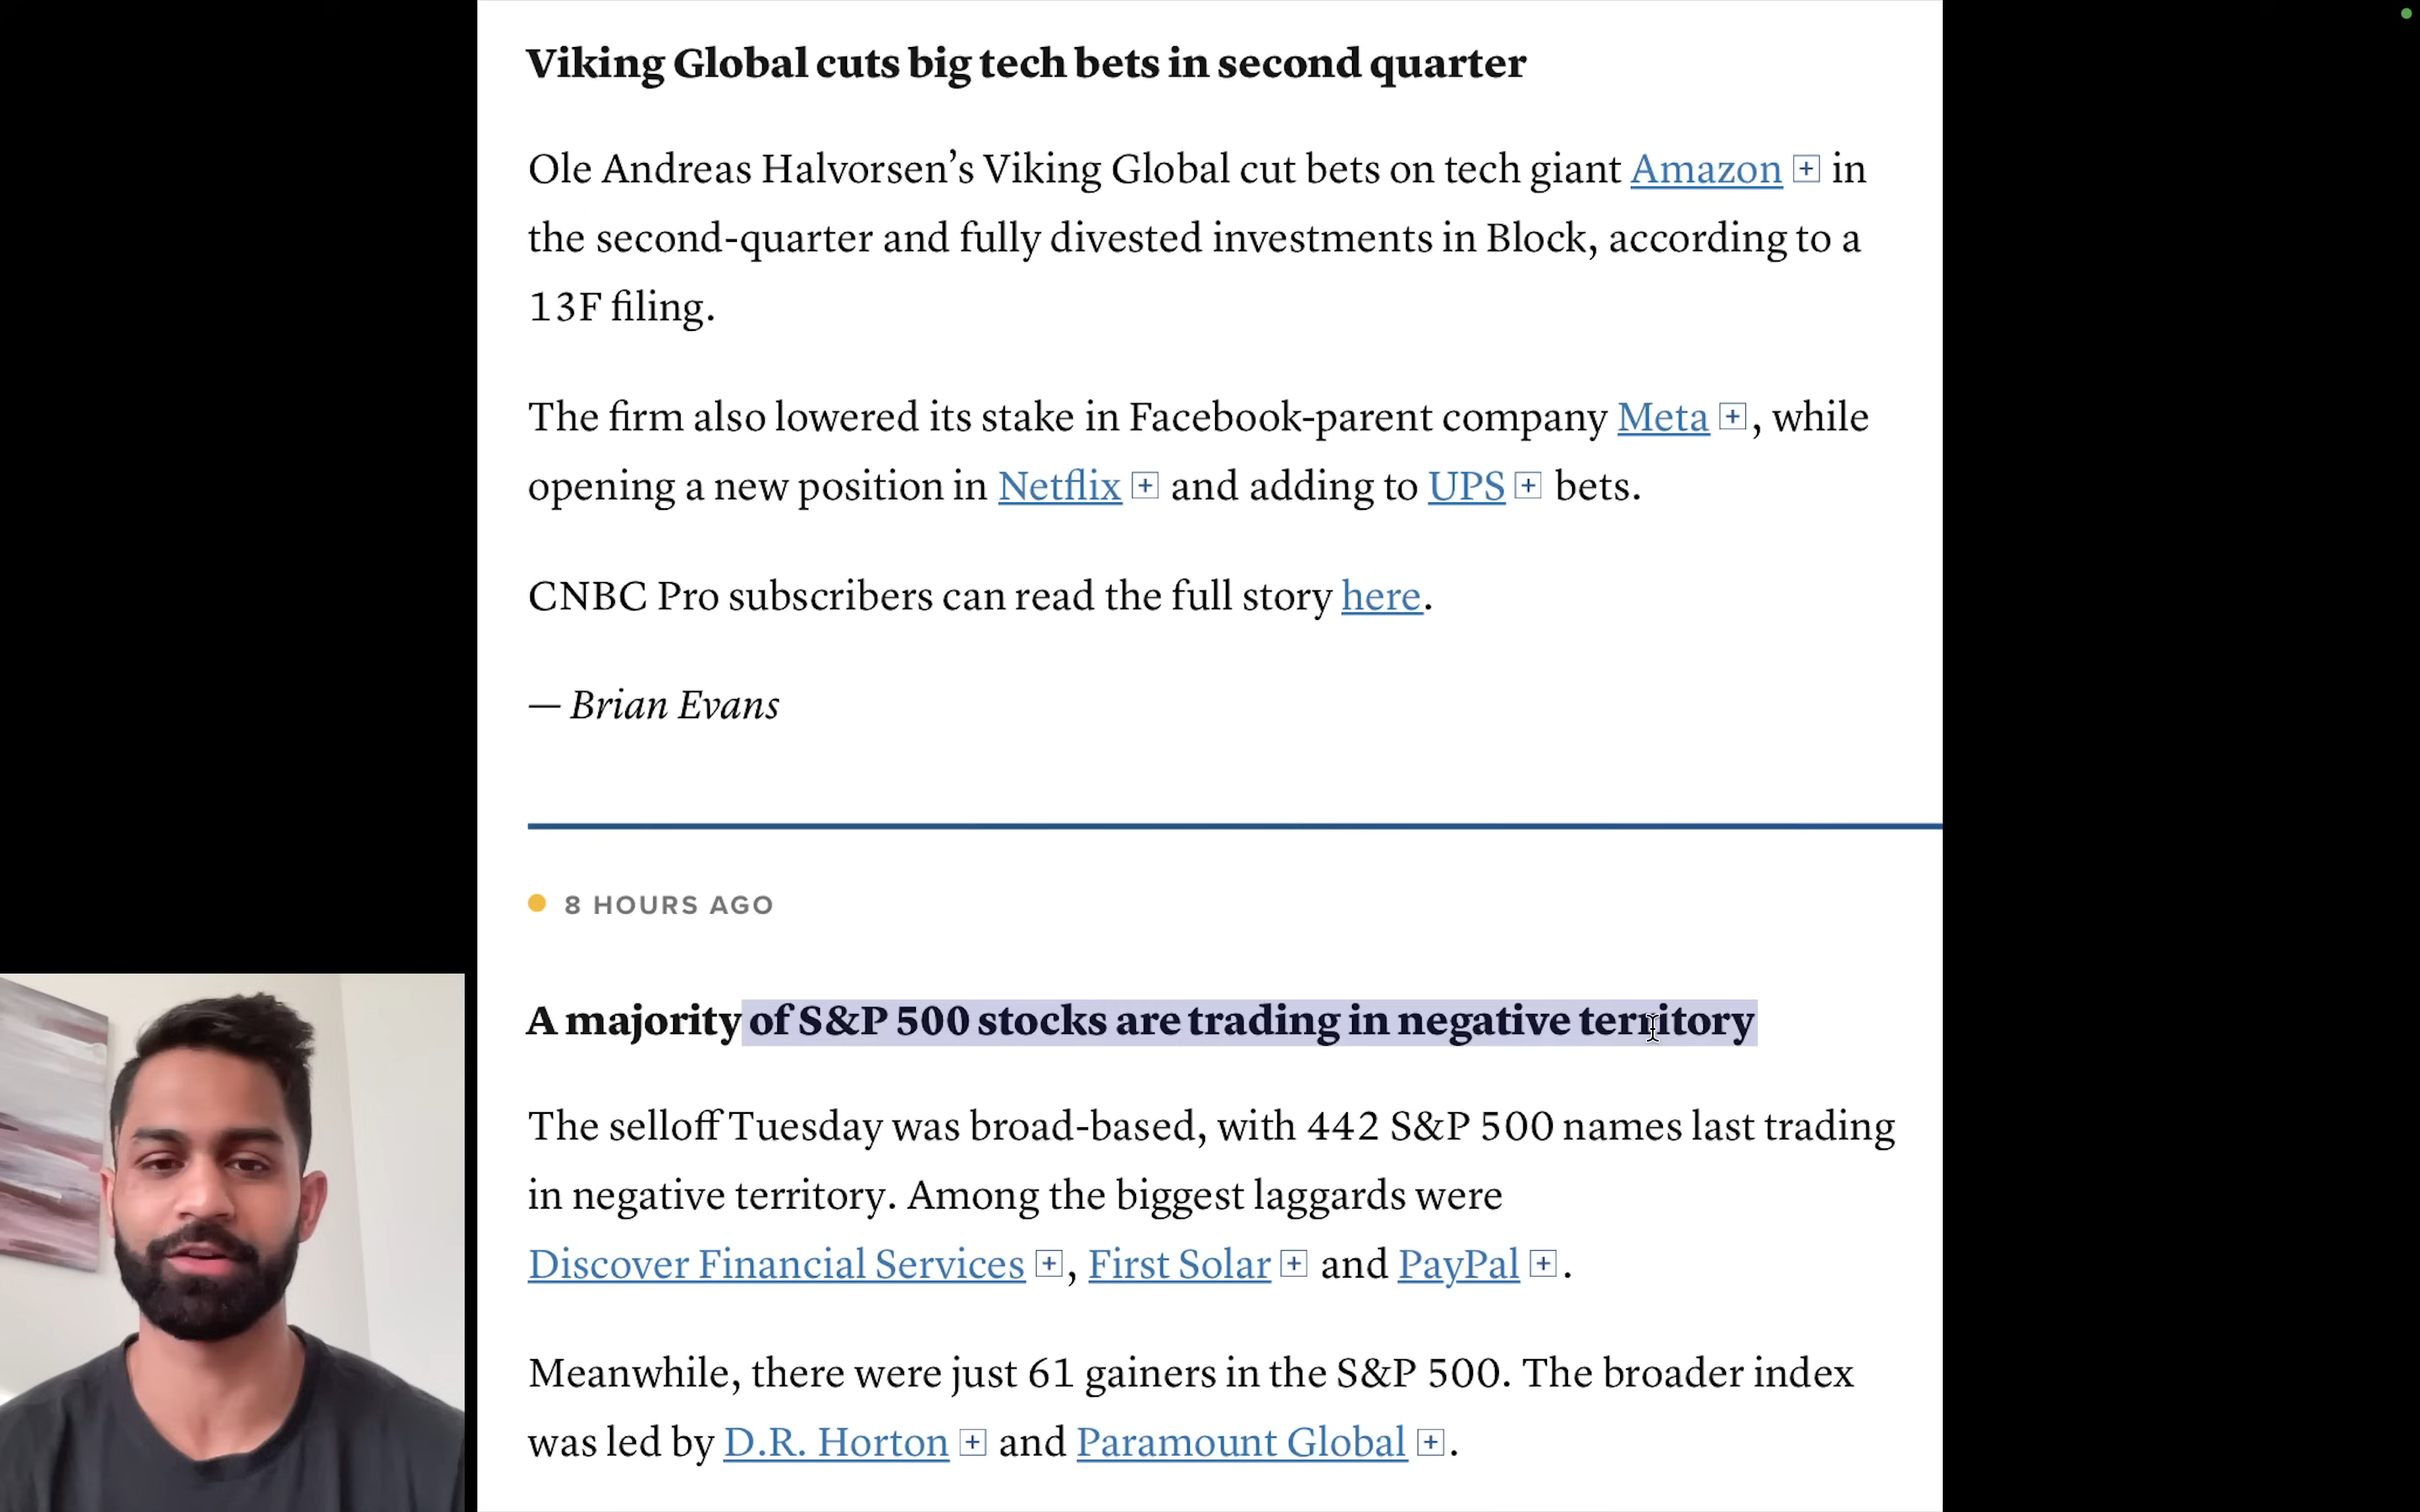 Viking Global cuts big tech bets in second quarter
Ole Andreas Halvorsen’s Viking Global cut bets on tech giant Amazon + in
the second-quarter and fully divested investments in Block, according to a
13F filing.
The firm also lowered its stake in Facebook-parent company Meta +, while
opening a new position in Netflix + and adding to UPS + bets.
CNBC Pro subscribers can read the full story here.
— Brian Evans
8 HOURS AGO
A majority of S&P 500 stocks are trading in negative territory
The selloff Tuesday was broad-based, with 442 S&P 500 names last trading
in negative territory. Among the biggest laggards were
Discover Financial Services +, First Solar + and PayPal +.
Meanwhile, there were just 61 gainers in the S&P 500. The broader index
was led by D.R. Horton + and Paramount Global +.